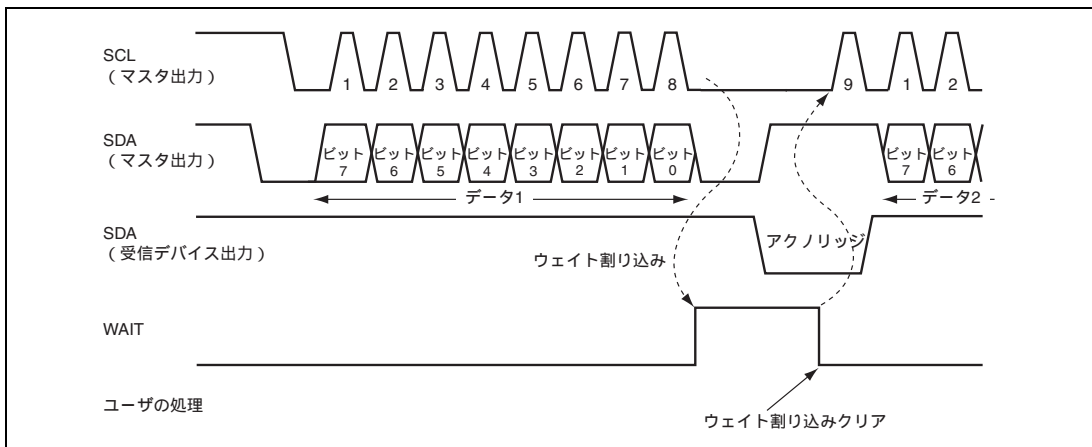 SCL
（マスタ出力）
1 2 3 4 5 6 7 8 9 1 2
SDA
（マスタ出力）
ビット7 ビット6 ビット5 ビット4 ビット3 ビット2 ビット1 ビット0 ビット7 ビット6
データ1 データ2
SDA
（受信デバイス出力）
アクノリッジ
ウェイト割り込み
WAIT
ユーザの処理
ウェイト割り込みクリア